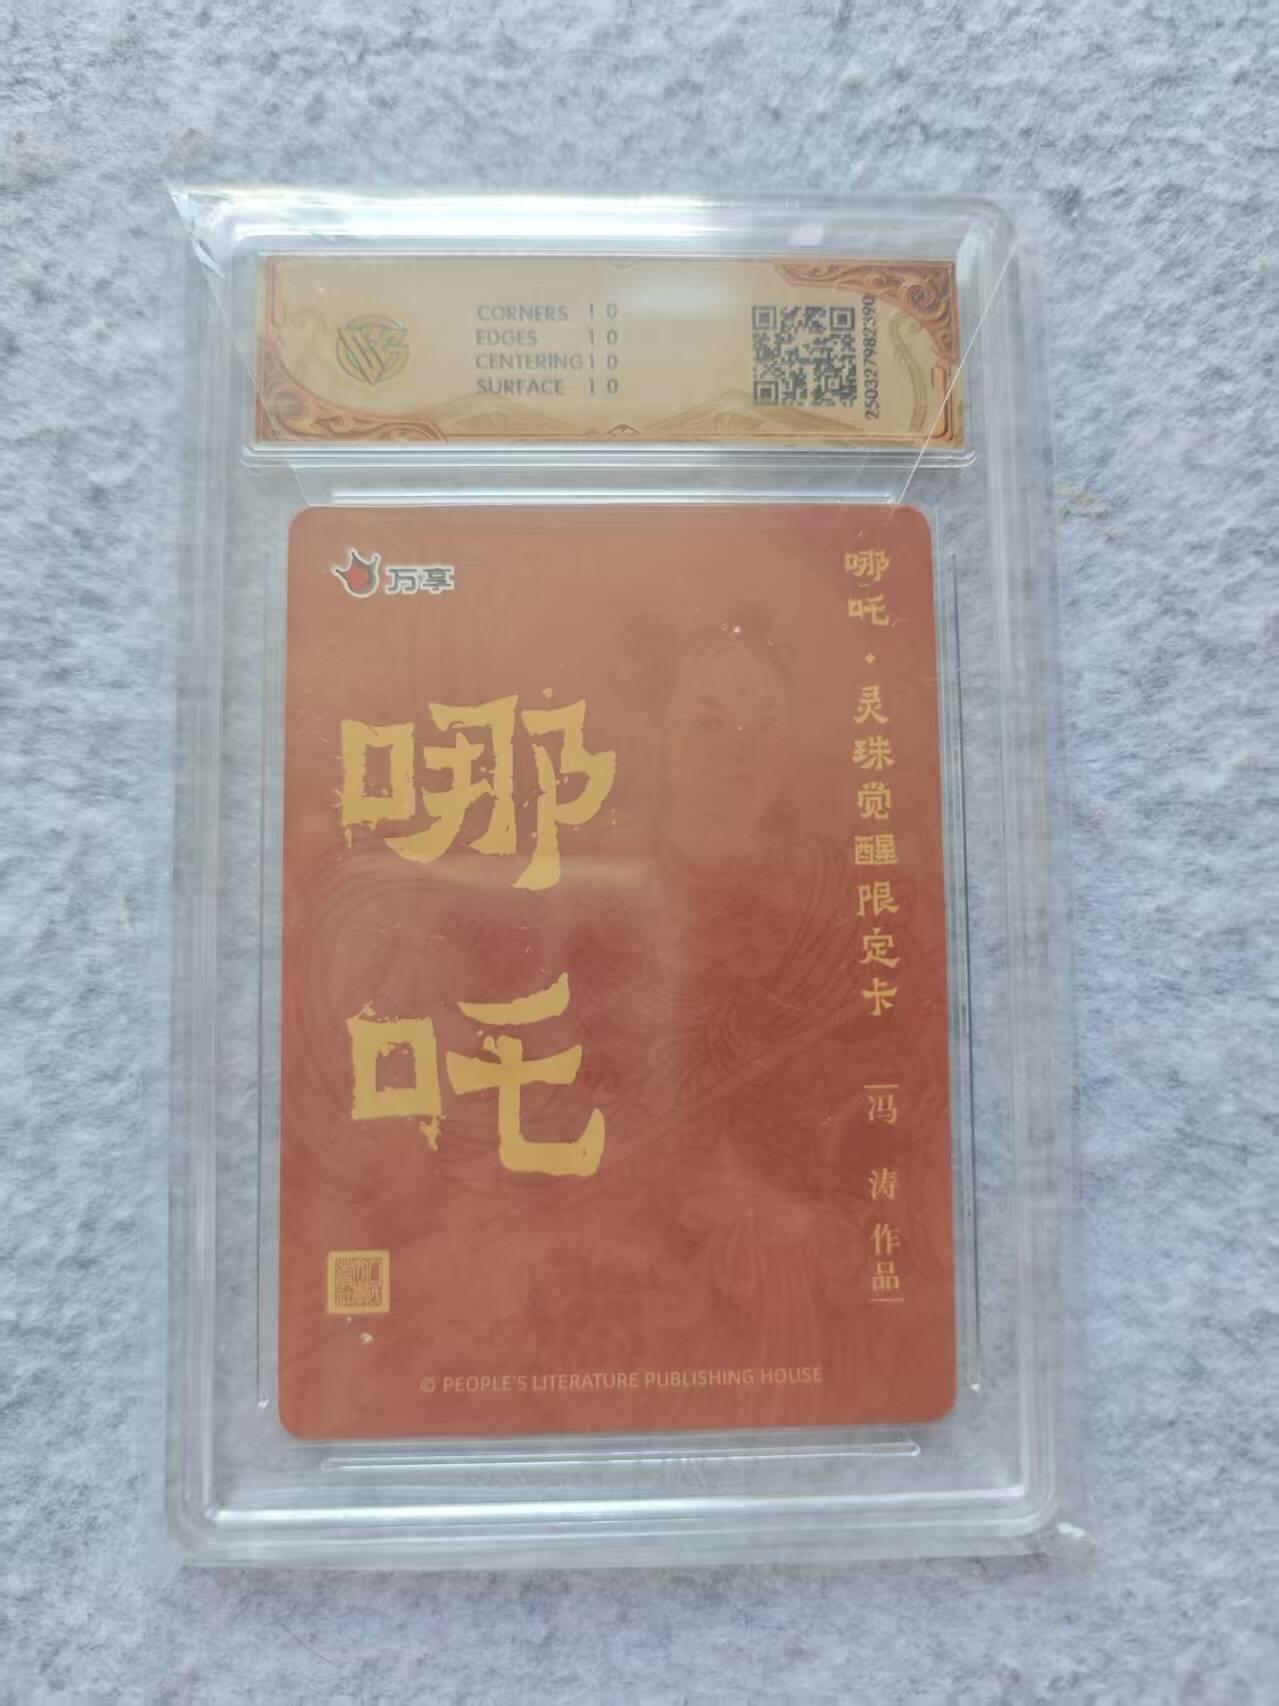 CORNERS 10
EDGES 10
CENTERING 10
SURFACE 10
250327982390
万享
哪吒
哪吒·灵珠觉醒限定卡
冯涛作品
© PEOPLE'S LITERATURE PUBLISHING HOUSE